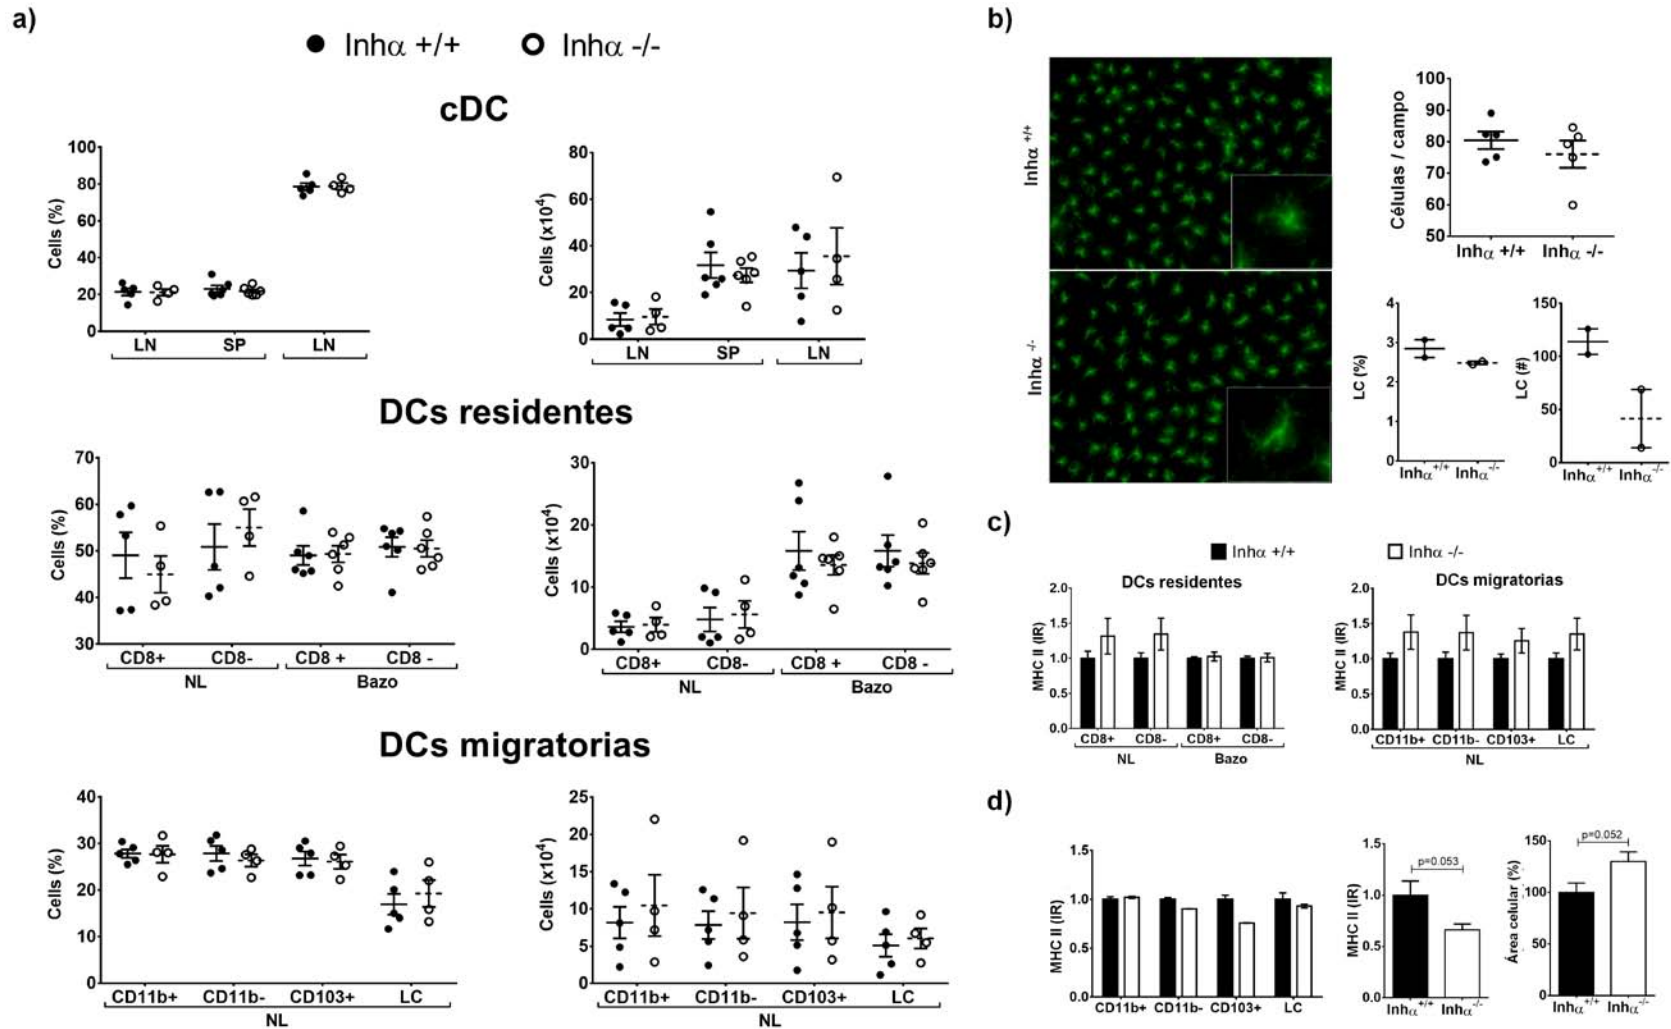 a)
Inhα +/+ Inhα -/-
cDC
Cells (%)
100
80
60
40
20
0
LN SP LN
Cells (x10⁴)
80
60
40
20
0
LN SP LN
DCs residentes
Cells (%)
70
60
50
40
30
CD8+ CD8- CD8 + CD8 -
NL Bazo
Cells (x10⁴)
30
20
10
0
CD8+ CD8- CD8 + CD8 -
NL Bazo
DCs migratorias
Cells (%)
40
30
20
10
0
CD11b+ CD11b- CD103+ LC
NL
Cells (x10⁴)
25
20
15
10
5
0
CD11b+ CD11b- CD103+ LC
NL
b)
Inhα +/+
Inhα -/-
Células / campo
100
90
80
70
60
50
Inhα +/+ Inhα -/-
LC (%)
4
3
2
1
0
Inhα+/+ Inhα-/-
LC (#)
150
100
50
0
Inhα+/+ Inhα-/-
c)
Inhα +/+ Inhα -/-
DCs residentes
MHC II (IR)
2.0
1.5
1.0
0.5
0.0
CD8+ CD8- CD8+ CD8-
NL Bazo
DCs migratorias
MHC II (IR)
2.0
1.5
1.0
0.5
0.0
CD11b+ CD11b- CD103+ LC
NL
d)
MHC II (IR)
1.5
1.0
0.5
0.0
CD11b+ CD11b- CD103+ LC
MHC II (IR)
1.5
1.0
0.5
0.0
p=0.053
Inhα+/+ Inhα-/-
Área celular (%)
150
100
50
0
p=0.052
Inhα+/+ Inhα-/-